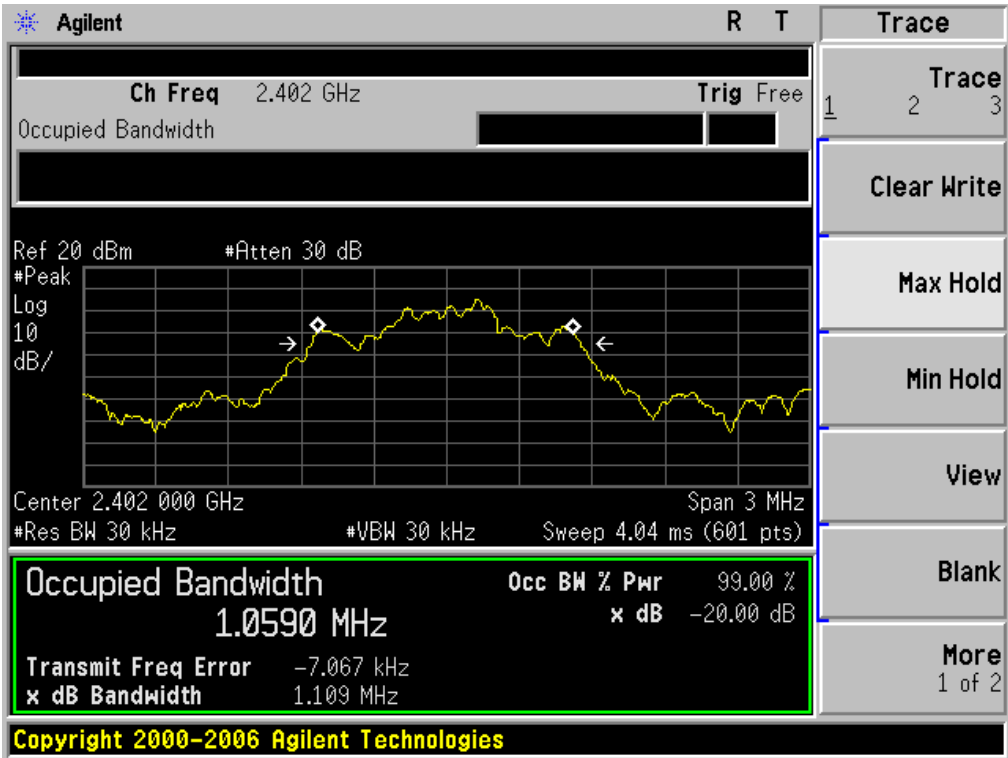 Agilent R T Trace
Ch Freq 2.402 GHz Trig Free
Occupied Bandwidth
Trace
1 2 3
Clear Write
Ref 20 dBm #Atten 30 dB
#Peak
Log
10
dB/
Max Hold
Min Hold
View
Center 2.402 000 GHz Span 3 MHz
#Res BW 30 kHz #VBW 30 kHz Sweep 4.04 ms (601 pts)
Occupied Bandwidth Occ BW % Pwr 99.00 %
1.0590 MHz x dB -20.00 dB
Transmit Freq Error -7.067 kHz
x dB Bandwidth 1.109 MHz
Blank
More
1 of 2
Copyright 2000-2006 Agilent Technologies